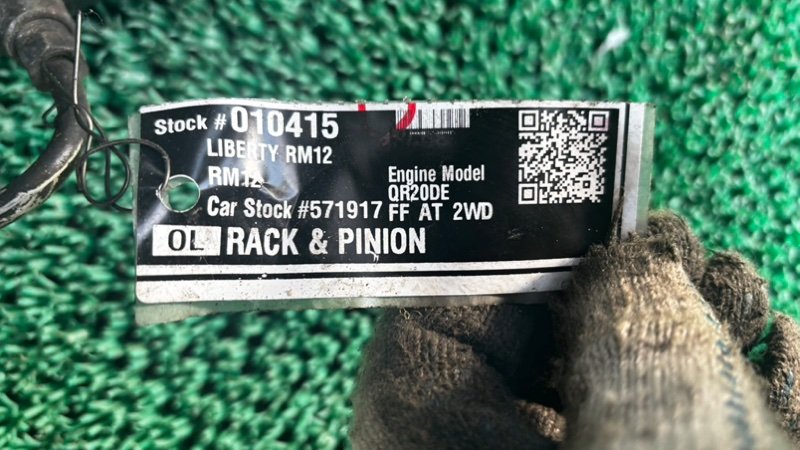 Stock #010415
LIBERTY RM12
RM12
Engine Model
QR20DE
Car Stock #571917 FF AT 2WD
OL RACK & PINION